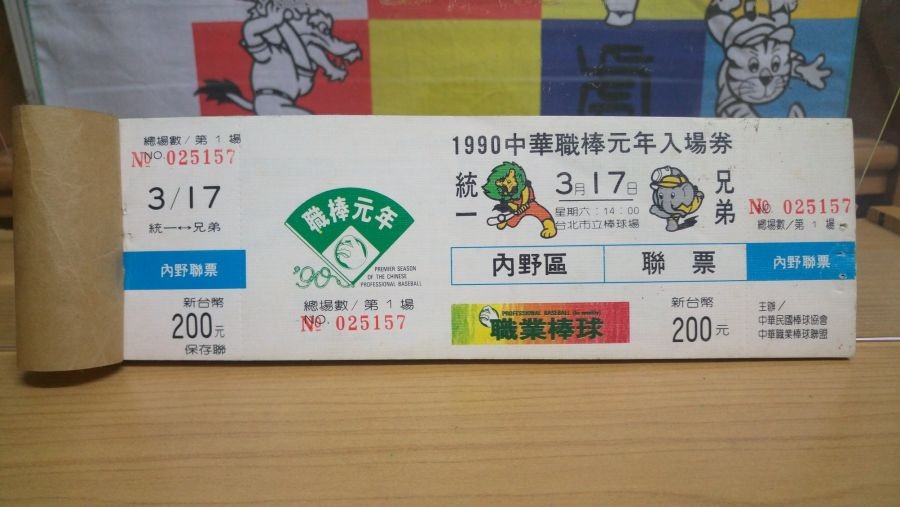 總場數/第1場
NO.
№ 025157
3/17
統一↔兄弟
內野聯票
新台幣
200元
保存聯
職棒元年
'90
PREMIER SEASON
OF THE CHINESE
PROFESSIONAL BASEBALL
總場數/第1場
NO.
№ 025157
1990中華職棒元年入場券
統一
3月17日
星期六:14:00
台北市立棒球場
兄弟
NO.
№ 025157
總場數/第1場
內野區
聯票
內野聯票
PROFESSIONAL BASEBALL
職業棒球
新台幣
200元
主辦/
中華民國棒球協會
中華職業棒球聯盟